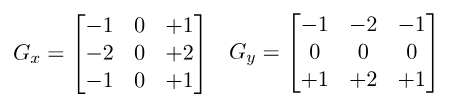 G_x = [-1 0 +1; -2 0 +2; -1 0 +1] G_y = [-1 -2 -1; 0 0 0; +1 +2 +1]